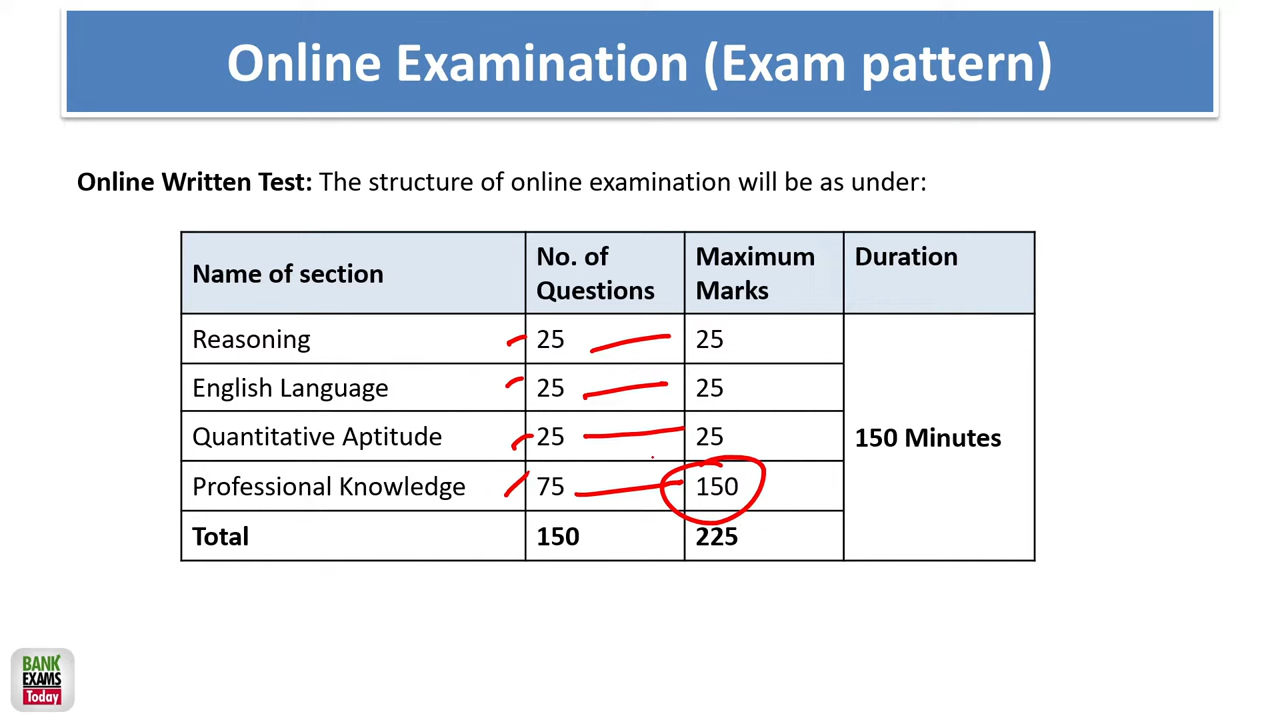 Online Examination (Exam pattern)
Online Written Test: The structure of online examination will be as under:
Name of section No. of Questions Maximum Marks Duration
Reasoning 25 25
English Language 25 25
Quantitative Aptitude 25 25
150 Minutes
Professional Knowledge 75 150
Total 150 225
BANK
EXAMS
Today